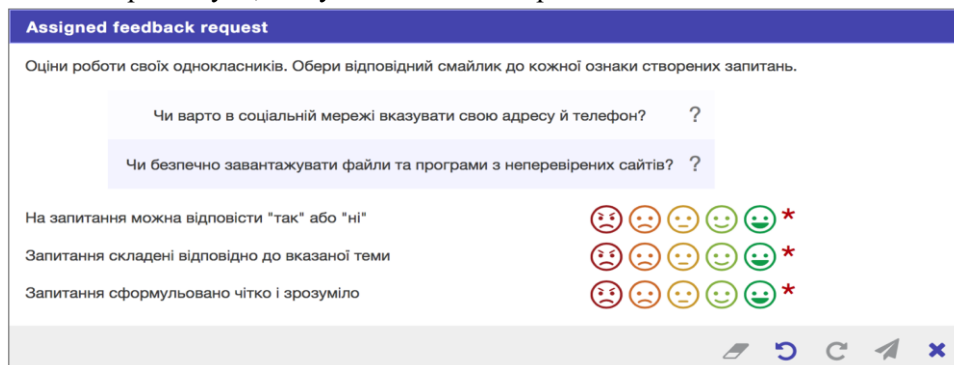 Assigned feedback request
Оціни роботи своїх однокласників. Обери відповідний смайлик до кожної ознаки створених запитань.
Чи варто в соціальній мережі вказувати свою адресу й телефон? ?
Чи безпечно завантажувати файли та програми з неперевірених сайтів? ?
На запитання можна відповісти "так" або "ні" *
Запитання складені відповідно до вказаної теми *
Запитання сформульовано чітко і зрозуміло *